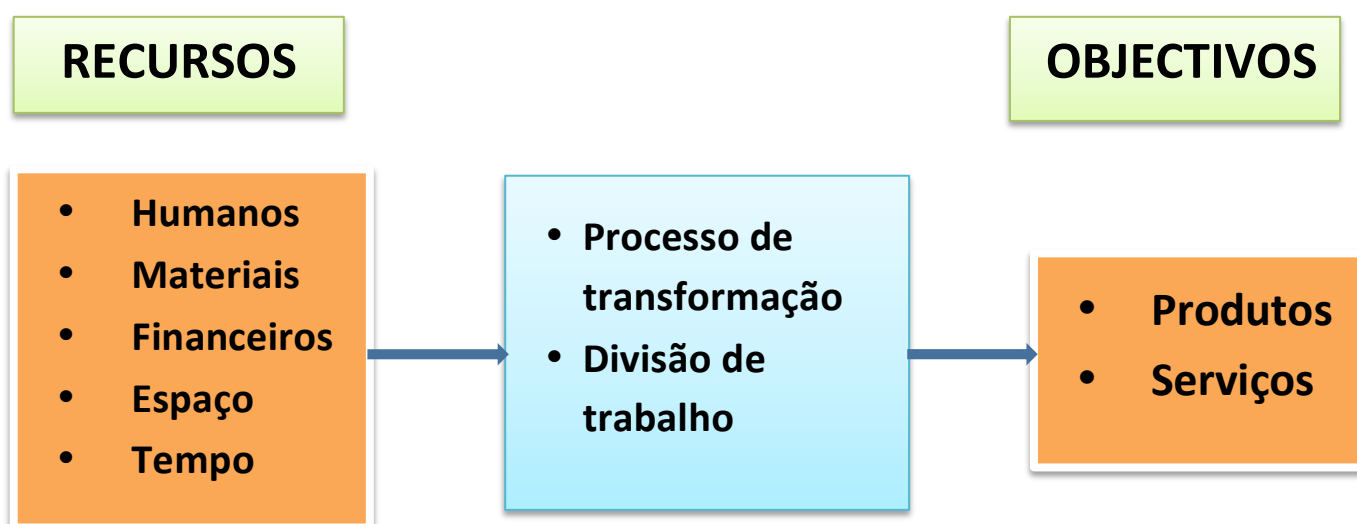 RECURSOS
OBJECTIVOS
• Humanos
• Materiais
• Financeiros
• Espaço
• Tempo
• Processo de
transformação
• Divisão de
trabalho
• Produtos
• Serviços